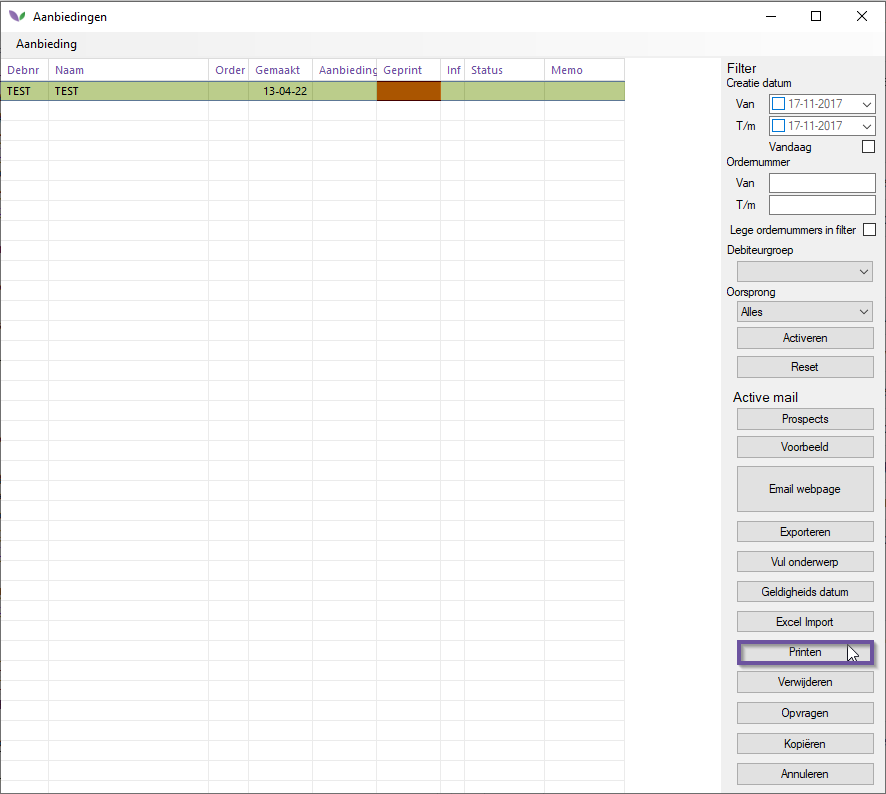 Aanbiedingen
Aanbieding
Debnr Naam Order Gemaakt Aanbieding Geprint Inf Status Memo
TEST TEST 13-04-22
Filter
Creatie datum
Van 17-11-2017
T/m 17-11-2017
Vandaag
Ordernummer
Van
T/m
Lege ordernummers in filter
Debiteurgroep
Oorsprong
Alles
Activeren
Reset
Active mail
Prospects
Voorbeeld
Email webpage
Exporteren
Vul onderwerp
Geldigheids datum
Excel Import
Printen
Verwijderen
Opvragen
Kopiëren
Annuleren